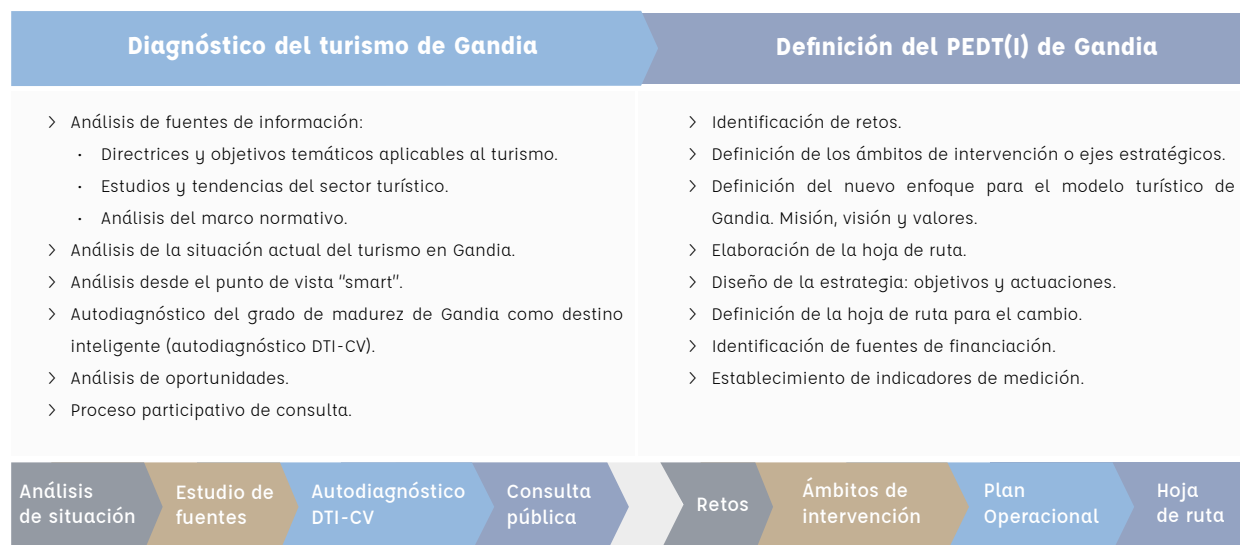 Diagnóstico del turismo de Gandia
> Análisis de fuentes de información:
· Directrices y objetivos temáticos aplicables al turismo.
· Estudios y tendencias del sector turístico.
· Análisis del marco normativo.
> Análisis de la situación actual del turismo en Gandia.
> Análisis desde el punto de vista “smart”.
> Autodiagnóstico del grado de madurez de Gandia como destino
inteligente (autodiagnóstico DTI-CV).
> Análisis de oportunidades.
> Proceso participativo de consulta.
Definición del PEDT(I) de Gandia
> Identificación de retos.
> Definición de los ámbitos de intervención o ejes estratégicos.
> Definición del nuevo enfoque para el modelo turístico de
Gandia. Misión, visión y valores.
> Elaboración de la hoja de ruta.
> Diseño de la estrategia: objetivos y actuaciones.
> Definición de la hoja de ruta para el cambio.
> Identificación de fuentes de financiación.
> Establecimiento de indicadores de medición.
Análisis
de situación
Estudio de
fuentes
Autodiagnóstico
DTI-CV
Consulta
pública
Retos
Ámbitos de
intervención
Plan
Operacional
Hoja
de ruta